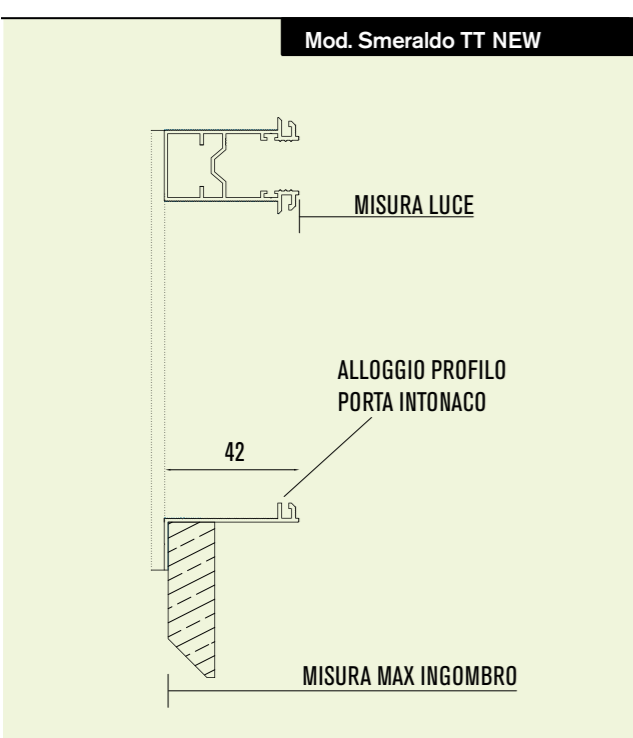 Mod. Smeraldo TT NEW
MISURA LUCE
ALLOGGIO PROFILO
PORTA INTONACO
42
MISURA MAX INGOMBRO